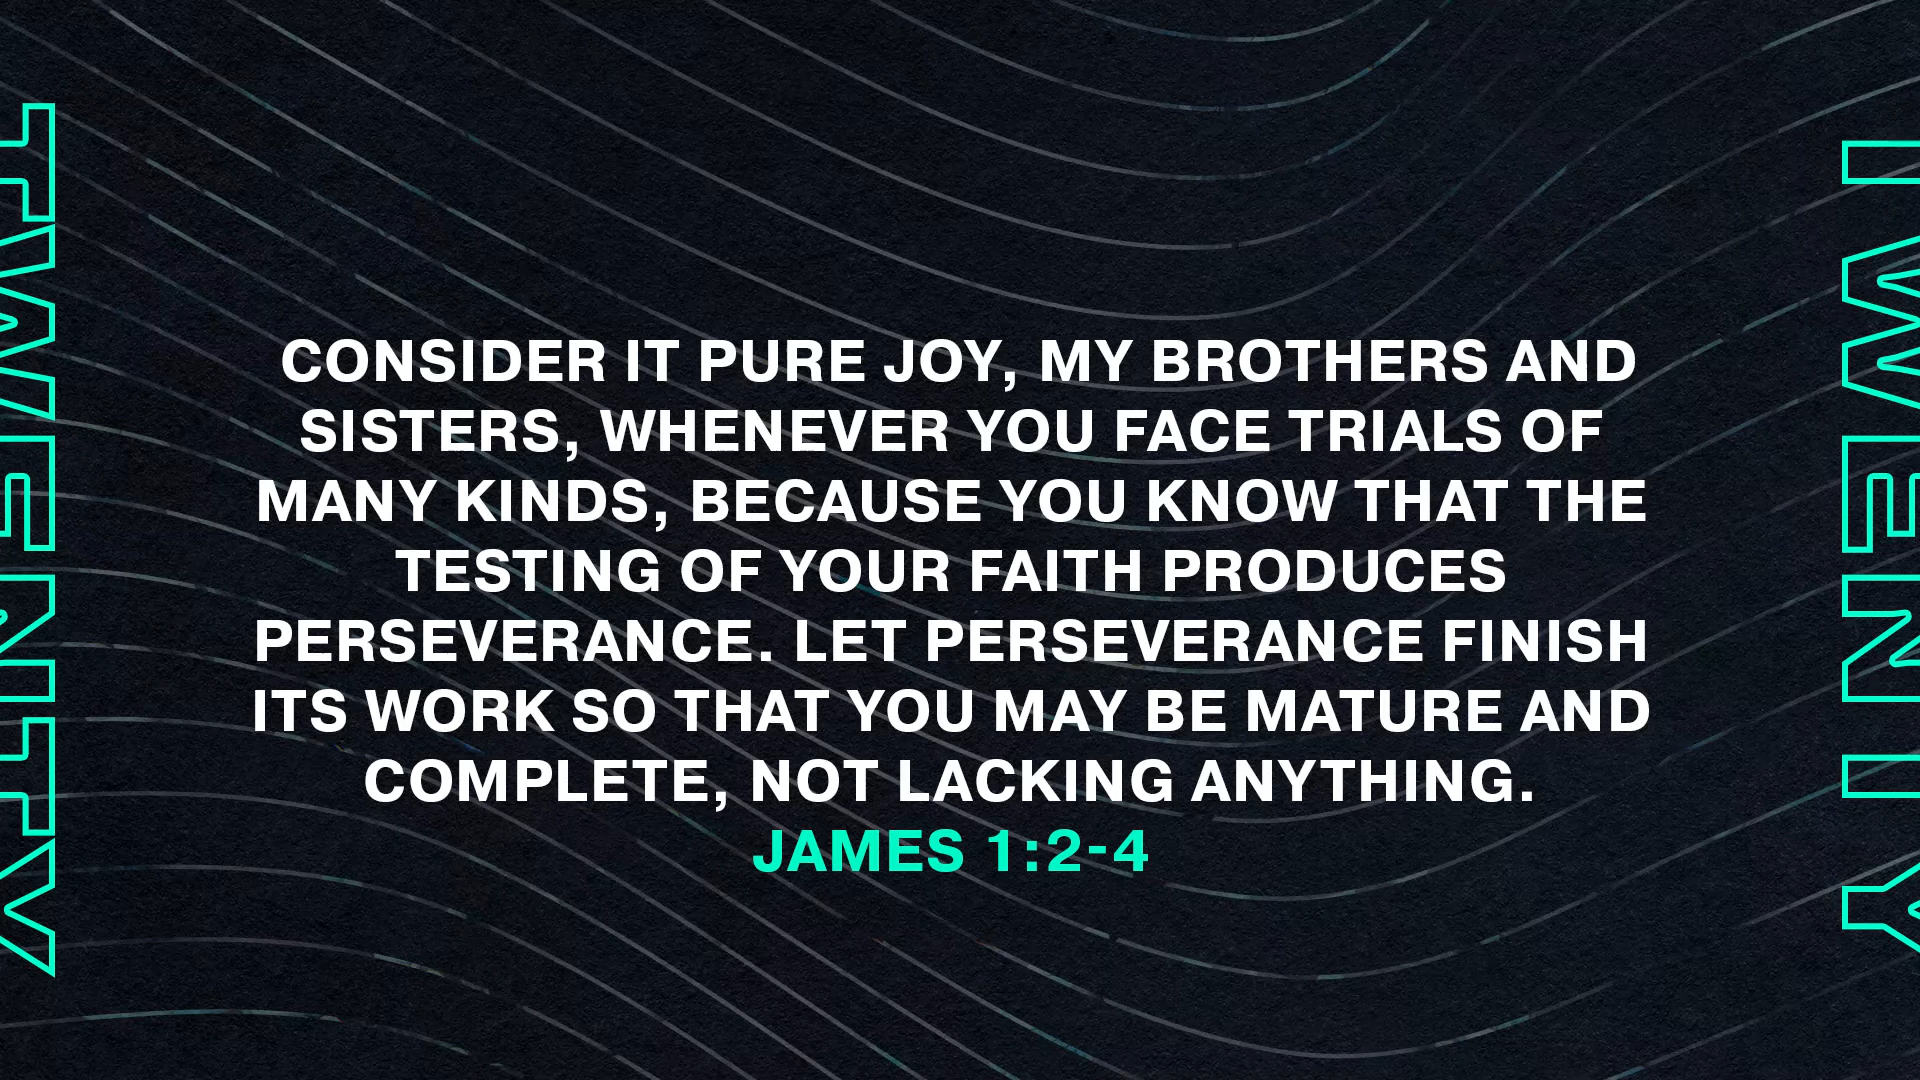 TWENTY
CONSIDER IT PURE JOY, MY BROTHERS AND
SISTERS, WHENEVER YOU FACE TRIALS OF
MANY KINDS, BECAUSE YOU KNOW THAT THE
TESTING OF YOUR FAITH PRODUCES
PERSEVERANCE. LET PERSEVERANCE FINISH
ITS WORK SO THAT YOU MAY BE MATURE AND
COMPLETE, NOT LACKING ANYTHING.
JAMES 1:2-4
TWENTY